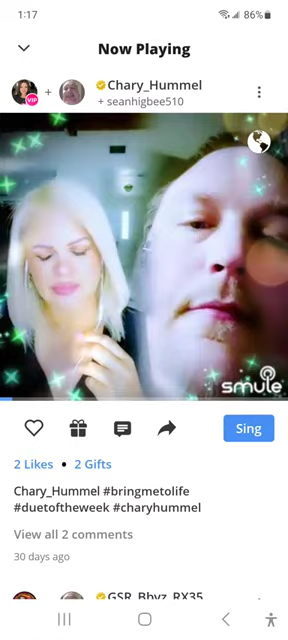 1:17
86%
Now Playing
VIP
+
Chary_Hummel
+ seanhigbee510
smule
Sing
2 Likes • 2 Gifts
Chary_Hummel #bringmetolife
#duetoftheweek #charyhummel
View all 2 comments
30 days ago
GSR_Bbyz_RX35